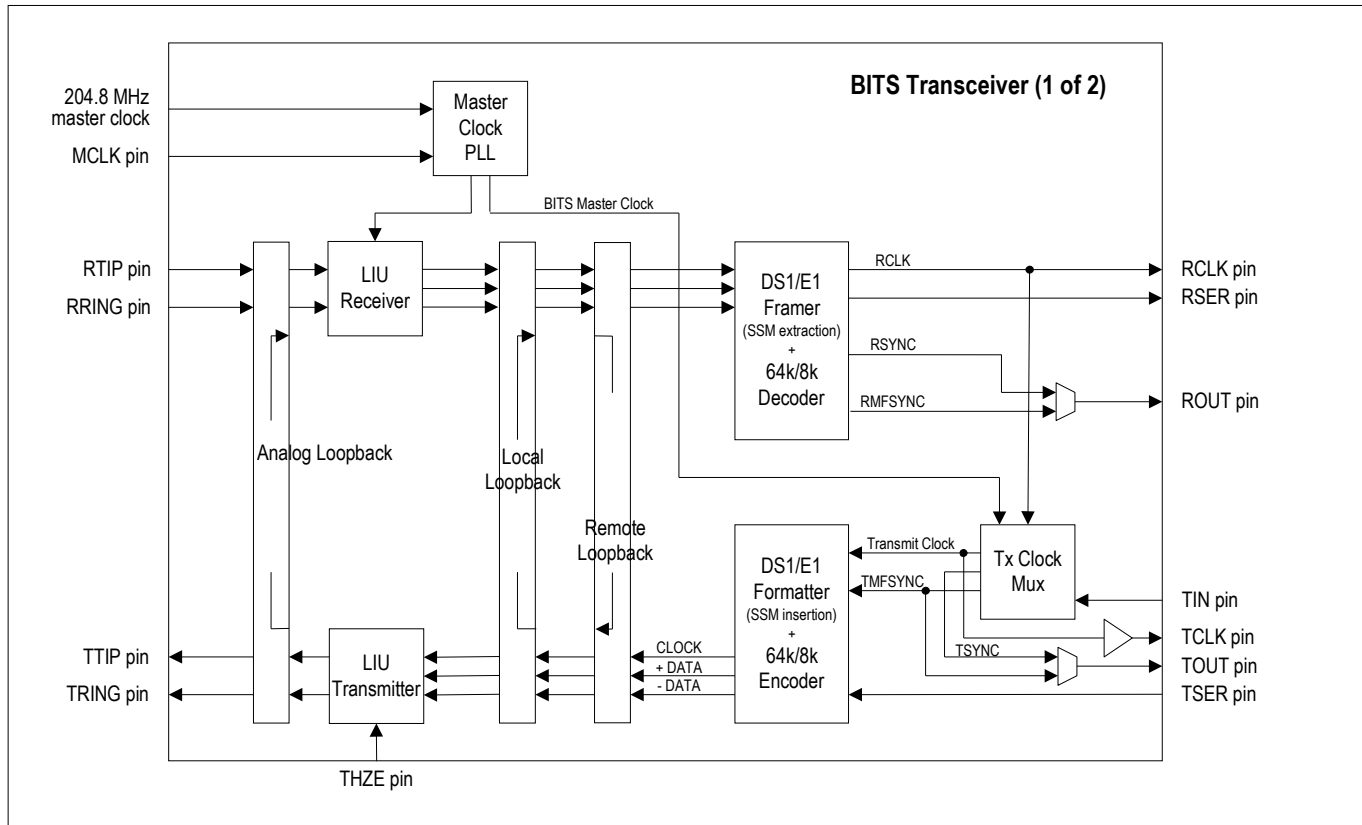 BITS Transceiver (1 of 2)
204.8 MHz
master clock
MCLK pin
Master
Clock
PLL
BITS Master Clock
RTIP pin
RRING pin
LIU
Receiver
DS1/E1
Framer
(SSM extraction)
+
64k/8k
Decoder
RCLK
RSYNC
RMFSYNC
RCLK pin
RSER pin
ROUT pin
Analog Loopback
Local
Loopback
Remote
Loopback
DS1/E1
Formatter
(SSM insertion)
+
64k/8k
Encoder
Transmit Clock
TMFSYNC
TSYNC
Tx Clock
Mux
TIN pin
TCLK pin
TOUT pin
TSER pin
TTIP pin
TRING pin
LIU
Transmitter
CLOCK
+ DATA
- DATA
THZE pin